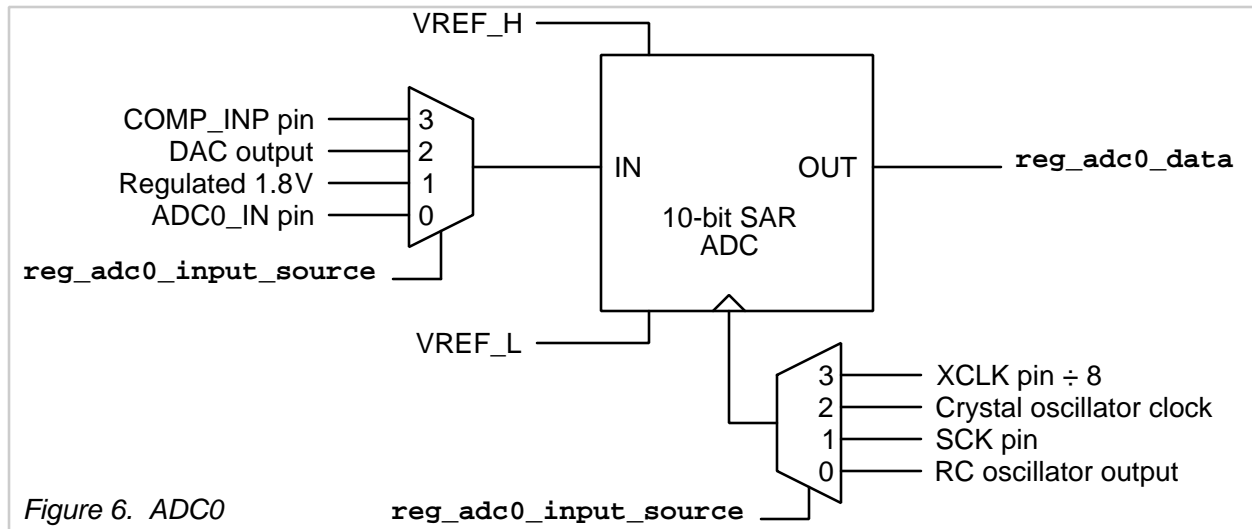 VREF_H
COMP_INP pin
3
DAC output
2
Regulated 1.8V
1
ADC0_IN pin
0
reg_adc0_input_source
IN
OUT
10-bit SAR
ADC
reg_adc0_data
VREF_L
3
XCLK pin ÷ 8
2
Crystal oscillator clock
1
SCK pin
0
RC oscillator output
reg_adc0_input_source
Figure 6. ADC0